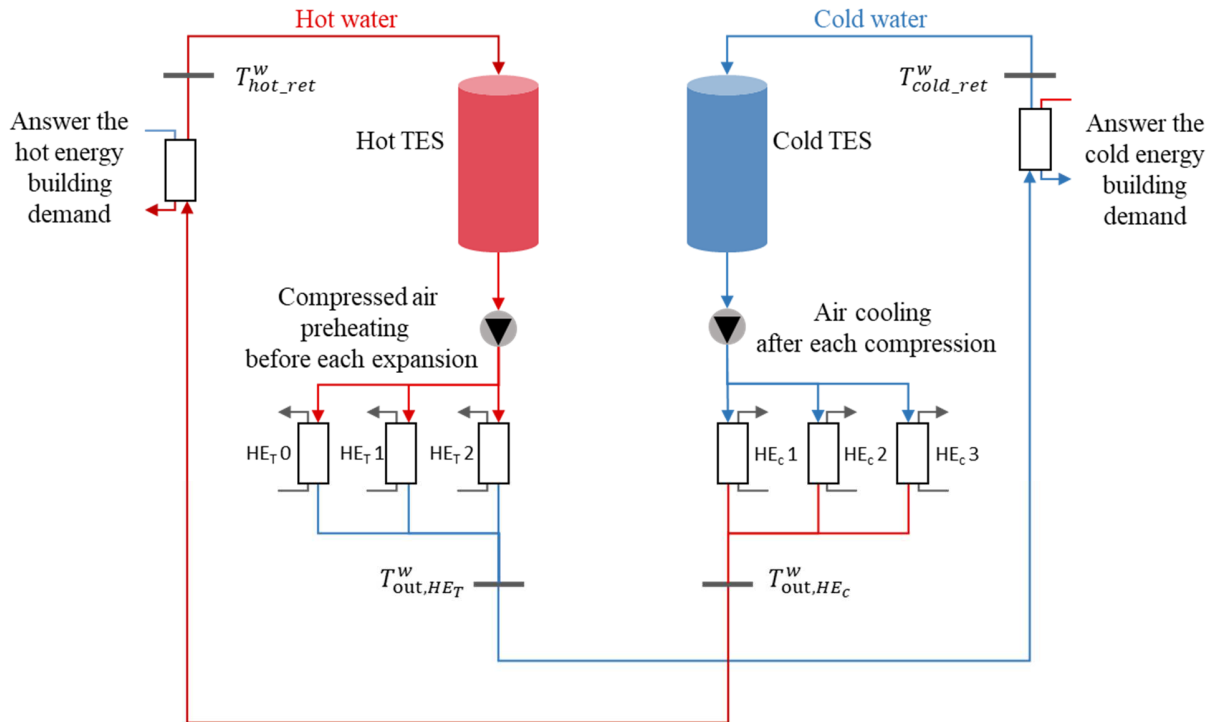 Hot water
Cold water
T^w_hot_ret
T^w_cold_ret
Answer the
hot energy
building
demand
Hot TES
Cold TES
Answer the
cold energy
building
demand
Compressed air
preheating
before each expansion
Air cooling
after each compression
HE_T 0
HE_T 1
HE_T 2
HE_c 1
HE_c 2
HE_c 3
T^w_out,HE_T
T^w_out,HE_C